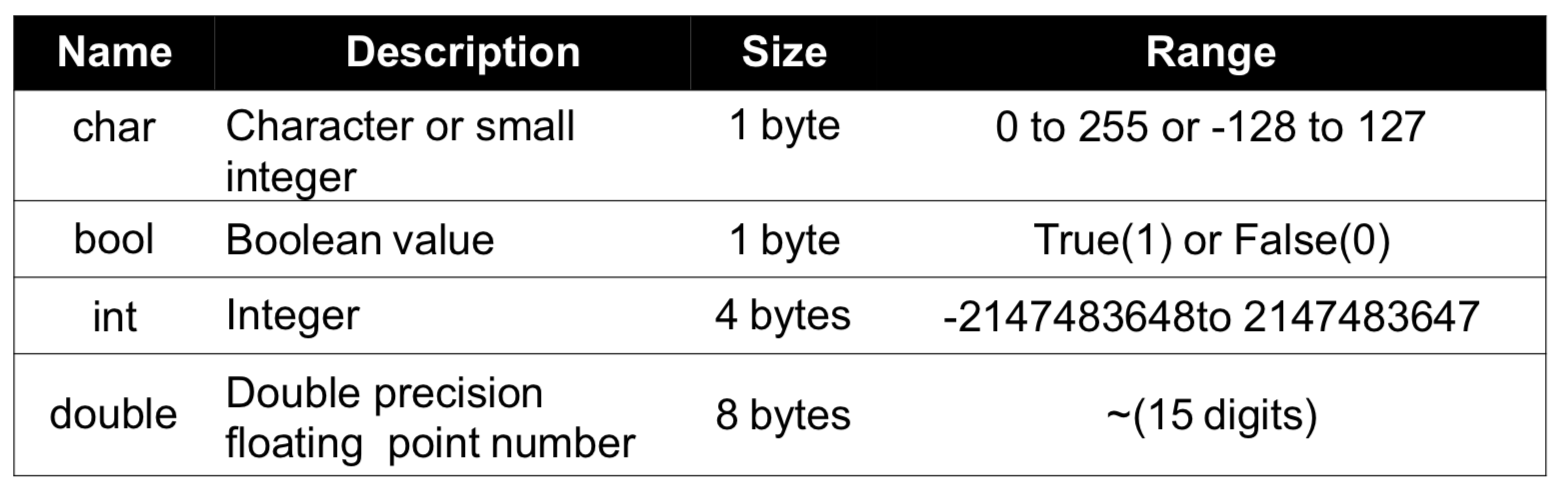 Name Description Size Range
char Character or small integer 1 byte 0 to 255 or -128 to 127
bool Boolean value 1 byte True(1) or False(0)
int Integer 4 bytes -2147483648to 2147483647
double Double precision floating point number 8 bytes ~(15 digits)